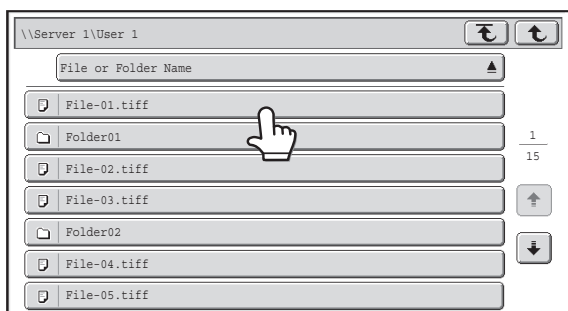 \\Server 1\User 1
File or Folder Name
File-01.tiff
Folder01
1
15
File-02.tiff
File-03.tiff
Folder02
File-04.tiff
File-05.tiff